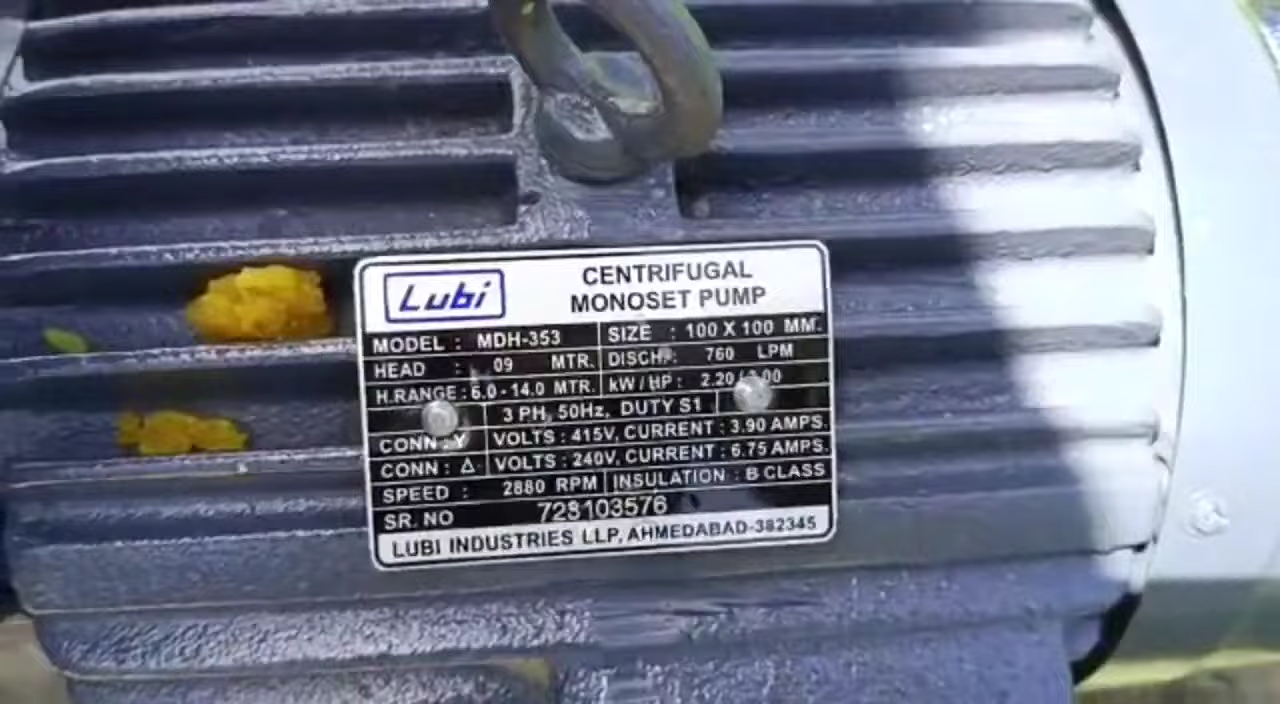 Lubi
CENTRIFUGAL
MONOSET PUMP
MODEL : MDH-353 SIZE : 100 X 100 MM.
HEAD : 09 MTR. DISCH.: 760 LPM
H.RANGE : 6.0 - 14.0 MTR. kW / HP : 2.20 /
3 PH, 50Hz, DUTY S1
CONN : Y VOLTS : 415V, CURRENT : 3.90 AMPS.
CONN : Δ VOLTS : 240V, CURRENT : 6.75 AMPS.
SPEED : 2880 RPM INSULATION : B CLASS
SR. NO 728103576
LUBI INDUSTRIES LLP, AHMEDABAD-382345